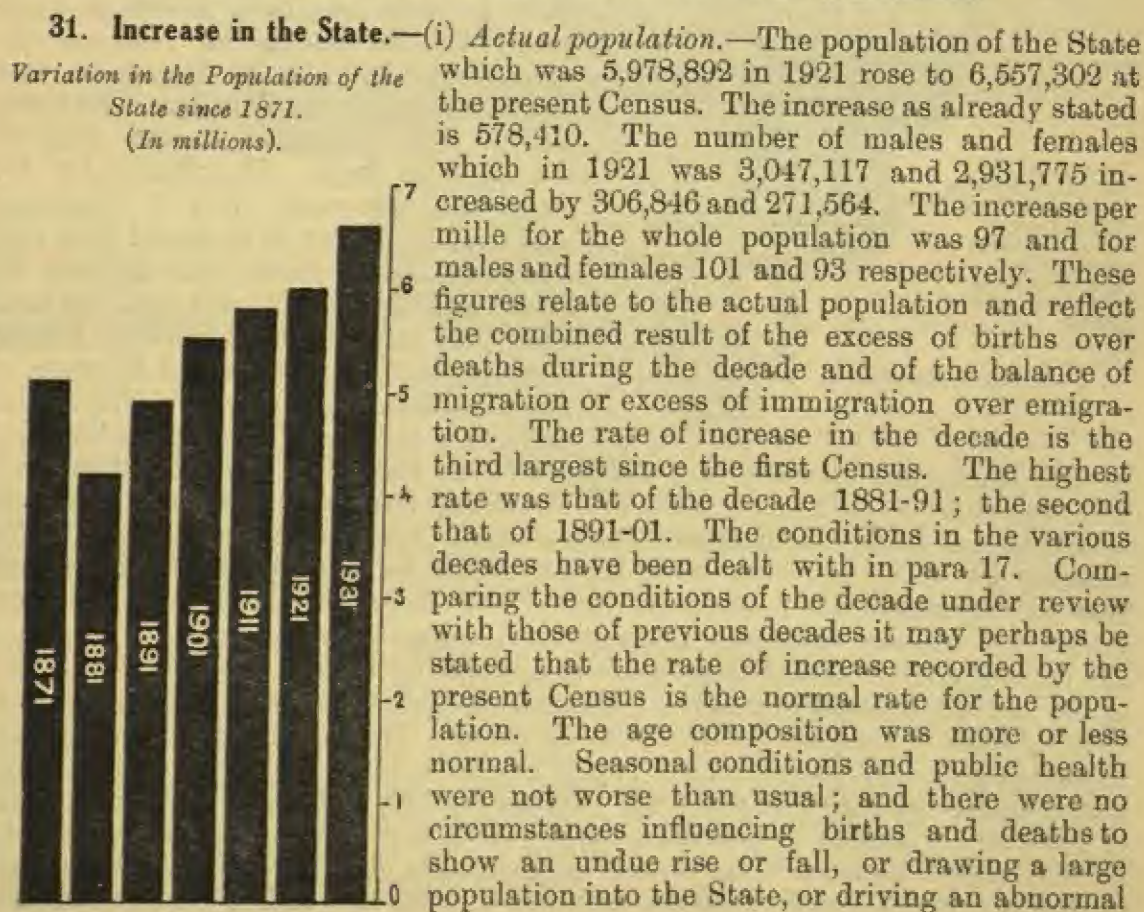 31. Increase in the State.—(i) Actual population.—The population of the State
which was 5,978,892 in 1921 rose to 6,557,302 at
the present Census. The increase as already stated
is 578,410. The number of males and females
which in 1921 was 3,047,117 and 2,931,775 in-
creased by 306,846 and 271,564. The increase per
mille for the whole population was 97 and for
males and females 101 and 93 respectively. These
figures relate to the actual population and reflect
the combined result of the excess of births over
deaths during the decade and of the balance of
migration or excess of immigration over emigra-
tion. The rate of increase in the decade is the
third largest since the first Census. The highest
rate was that of the decade 1881-91; the second
that of 1891-01. The conditions in the various
decades have been dealt with in para 17. Com-
paring the conditions of the decade under review
with those of previous decades it may perhaps be
stated that the rate of increase recorded by the
present Census is the normal rate for the popu-
lation. The age composition was more or less
normal. Seasonal conditions and public health
were not worse than usual; and there were no
circumstances influencing births and deaths to
show an undue rise or fall, or drawing a large
population into the State, or driving an abnormal
Variation in the Population of the
State since 1871.
(In millions).
7
6
5
4
3
2
1
0
1871
1881
1891
1901
1911
1921
1931